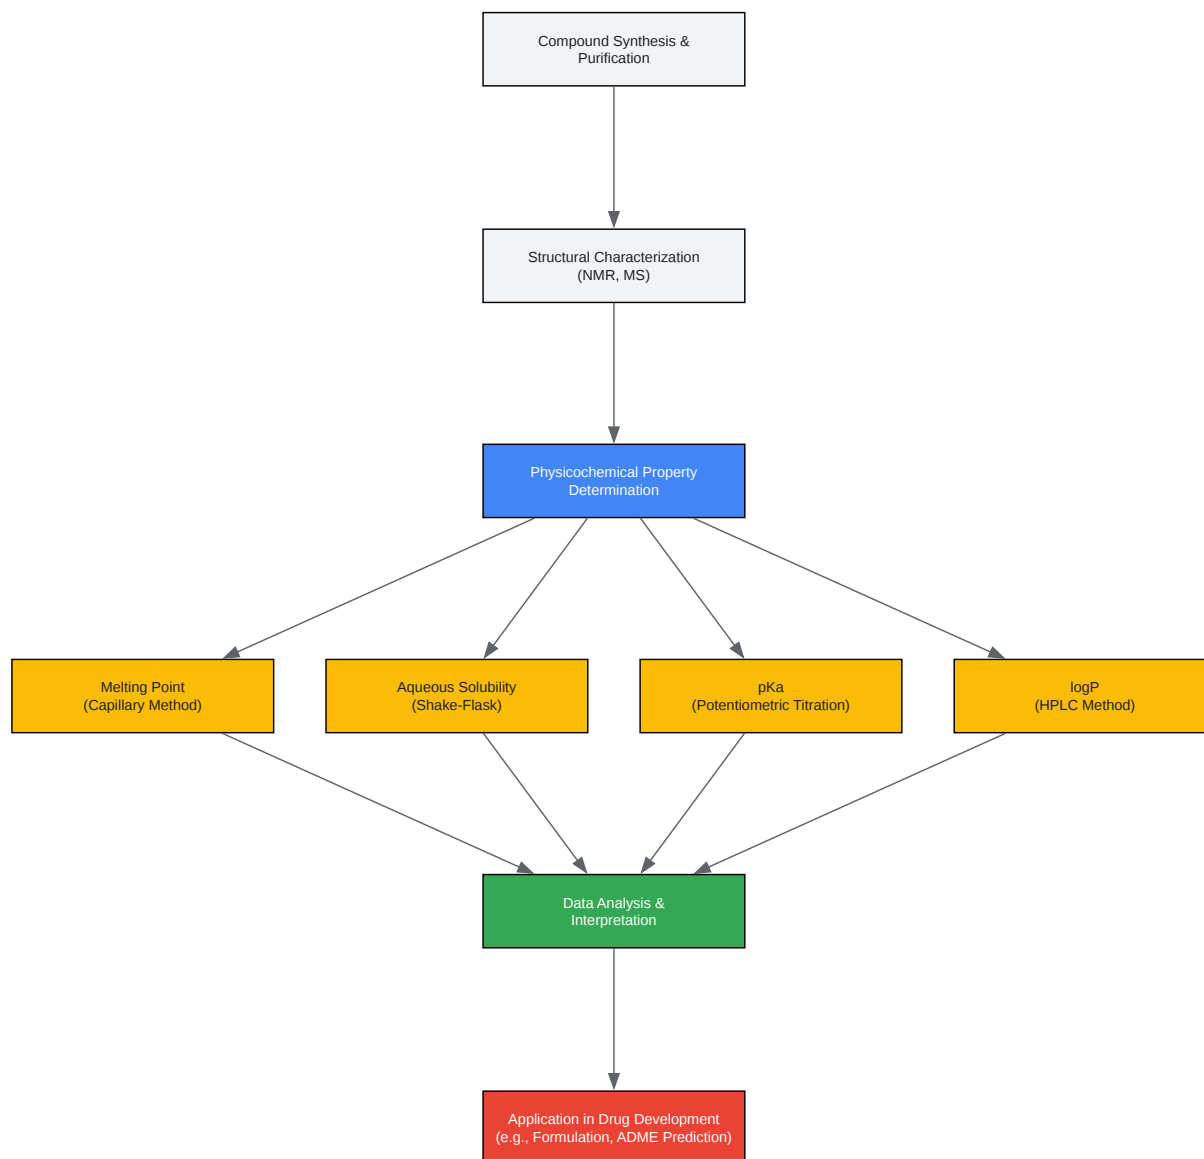 Compound Synthesis &
Purification
Structural Characterization
(NMR, MS)
Physicochemical Property
Determination
Melting Point
(Capillary Method)
Aqueous Solubility
(Shake-Flask)
pKa
(Potentiometric Titration)
logP
(HPLC Method)
Data Analysis &
Interpretation
Application in Drug Development
(e.g., Formulation, ADME Prediction)